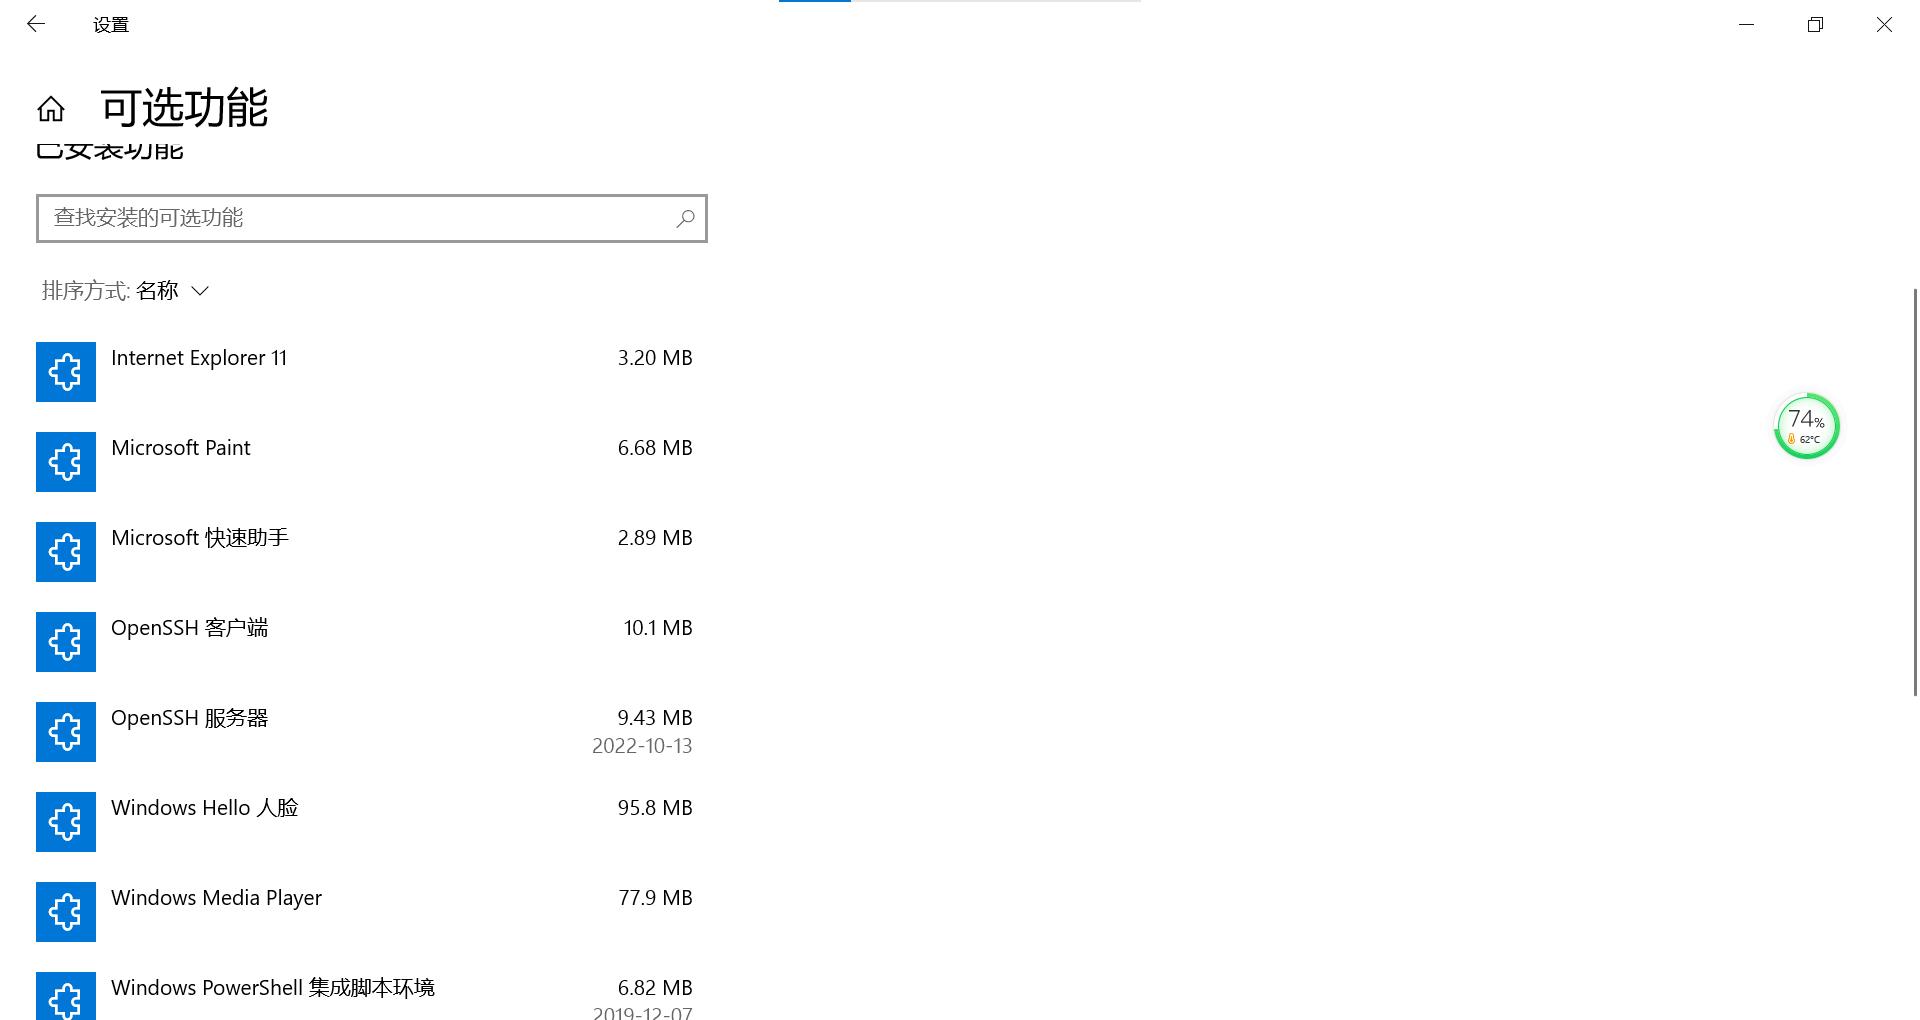 设置
可选功能
已安装功能
查找安装的可选功能
排序方式: 名称
Internet Explorer 11 3.20 MB
Microsoft Paint 6.68 MB
Microsoft 快速助手 2.89 MB
OpenSSH 客户端 10.1 MB
OpenSSH 服务器 9.43 MB
2022-10-13
Windows Hello 人脸 95.8 MB
Windows Media Player 77.9 MB
Windows PowerShell 集成脚本环境 6.82 MB
2019-12-07
74%
62°C